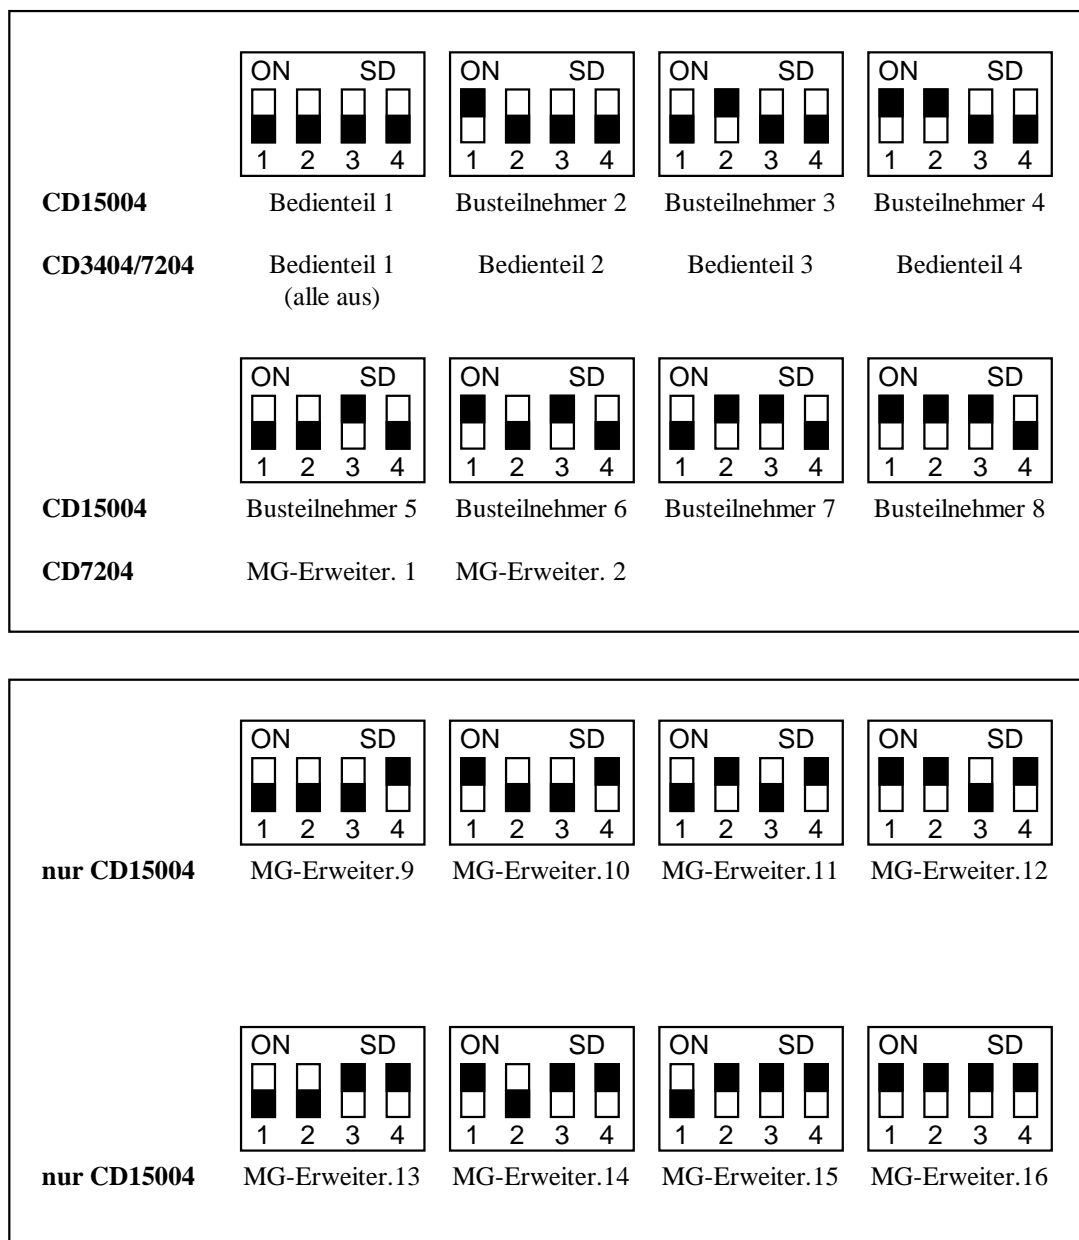 ON SD ON SD ON SD ON SD
1 2 3 4 1 2 3 4 1 2 3 4 1 2 3 4
CD15004 Bedienteil 1 Busteilnehmer 2 Busteilnehmer 3 Busteilnehmer 4
CD3404/7204 Bedienteil 1 Bedienteil 2 Bedienteil 3 Bedienteil 4
(alle aus)
ON SD ON SD ON SD ON SD
1 2 3 4 1 2 3 4 1 2 3 4 1 2 3 4
CD15004 Busteilnehmer 5 Busteilnehmer 6 Busteilnehmer 7 Busteilnehmer 8
CD7204 MG-Erweiter. 1 MG-Erweiter. 2
ON SD ON SD ON SD ON SD
1 2 3 4 1 2 3 4 1 2 3 4 1 2 3 4
nur CD15004 MG-Erweiter.9 MG-Erweiter.10 MG-Erweiter.11 MG-Erweiter.12
ON SD ON SD ON SD ON SD
1 2 3 4 1 2 3 4 1 2 3 4 1 2 3 4
nur CD15004 MG-Erweiter.13 MG-Erweiter.14 MG-Erweiter.15 MG-Erweiter.16